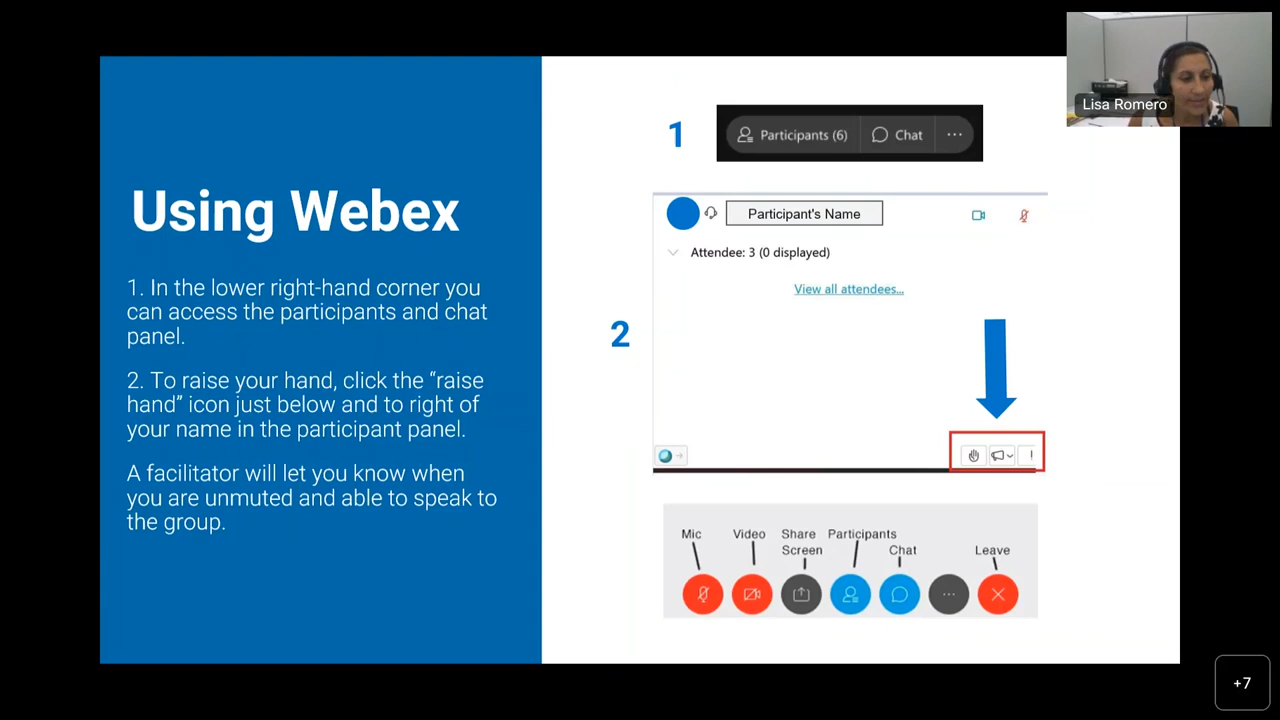 Using Webex
1. In the lower right-hand corner you
can access the participants and chat
panel.
2. To raise your hand, click the “raise
hand” icon just below and to right of
your name in the participant panel.
A facilitator will let you know when
you are unmuted and able to speak to
the group.
1
Participants (6)
Chat
2
Participant's Name
Attendee: 3 (0 displayed)
View all attendees...
Mic
Video
Share
Screen
Participants
Chat
Leave
Lisa Romero
+7